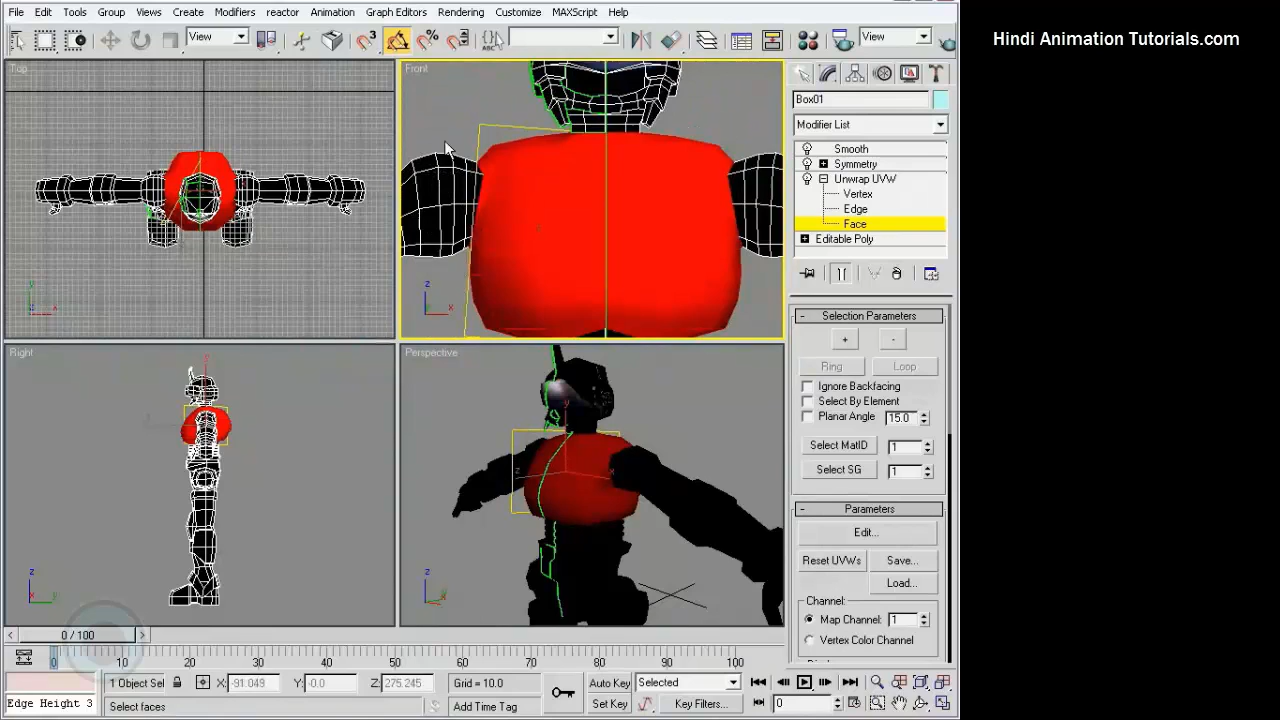 File Edit Tools Group Views Create Modifiers reactor Animation Graph Editors Rendering Customize MAXScript Help
Hindi Animation Tutorials.com
View 3 % ABC View
Top Front
Box01
Modifier List
Smooth
Symmetry
Unwrap UVW
Vertex
Edge
Face
Editable Poly
z x
y x
Selection Parameters
+ -
Ring Loop
Right Perspective
Ignore Backfacing
Select By Element
Planar Angle 15.0
Select MatID 1
Select SG 1
Parameters
Edit...
Reset UVWs Save...
Load...
Channel:
Map Channel: 1
Vertex Color Channel
0 / 100
0 10 20 30 40 50 60 70 80 90 100
1 Object Sel X: -91.049 Y: -0.0 Z: 275.245 Grid = 10.0 Auto Key Selected
Edge Height 3 Select faces Add Time Tag Set Key Key Filters... 0